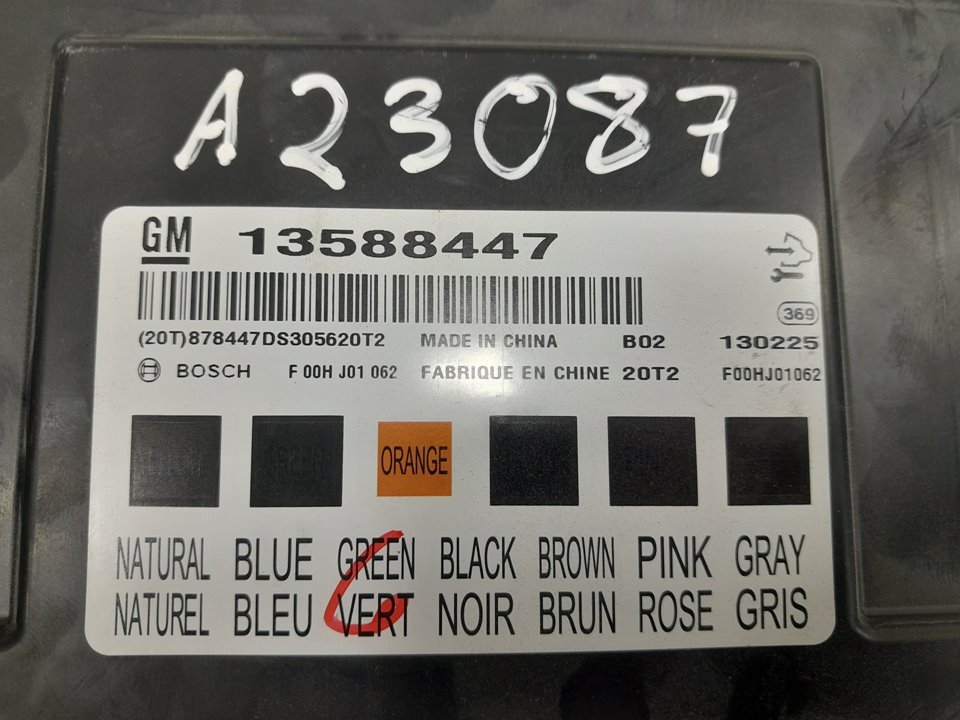 A23087
GM 13588447
369
(20T)878447DS305620T2 MADE IN CHINA B02 130225
BOSCH F 00H J01 062 FABRIQUE EN CHINE 20T2 F00HJ01062
ORANGE
NATURAL BLUE GREEN BLACK BROWN PINK GRAY
NATUREL BLEU VERT NOIR BRUN ROSE GRIS